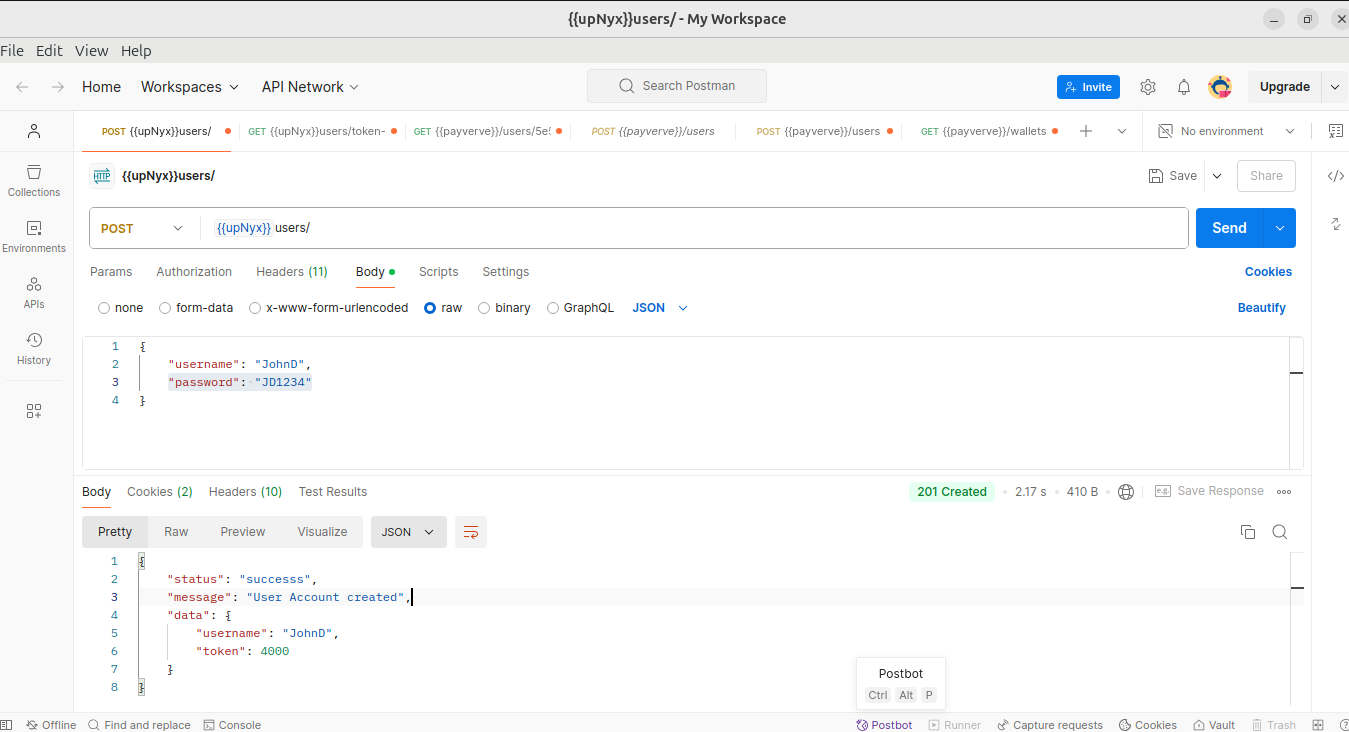 {{upNyx}}users/ - My Workspace
File Edit View Help
Home Workspaces API Network Search Postman Invite Upgrade
POST {{upNyx}}users/ GET {{upNyx}}users/token- GET {{payverve}}/users/5e5 POST {{payverve}}/users POST {{payverve}}/users GET {{payverve}}/wallets No environment
HTTP {{upNyx}}users/ Save Share
Collections
Environments
APIs
History
POST {{upNyx}} users/ Send
Params Authorization Headers (11) Body Scripts Settings Cookies
none form-data x-www-form-urlencoded raw binary GraphQL JSON Beautify
1 {
2 "username": "JohnD",
3 "password": "JD1234"
4 }
Body Cookies (2) Headers (10) Test Results 201 Created 2.17 s 410 B e.g. Save Response
Pretty Raw Preview Visualize JSON
1 {
2 "status": "successs",
3 "message": "User Account created",
4 "data": {
5 "username": "JohnD",
6 "token": 4000
7 }
8 }
Postbot
Ctrl Alt P
Offline Find and replace Console Postbot Runner Capture requests Cookies Vault Trash